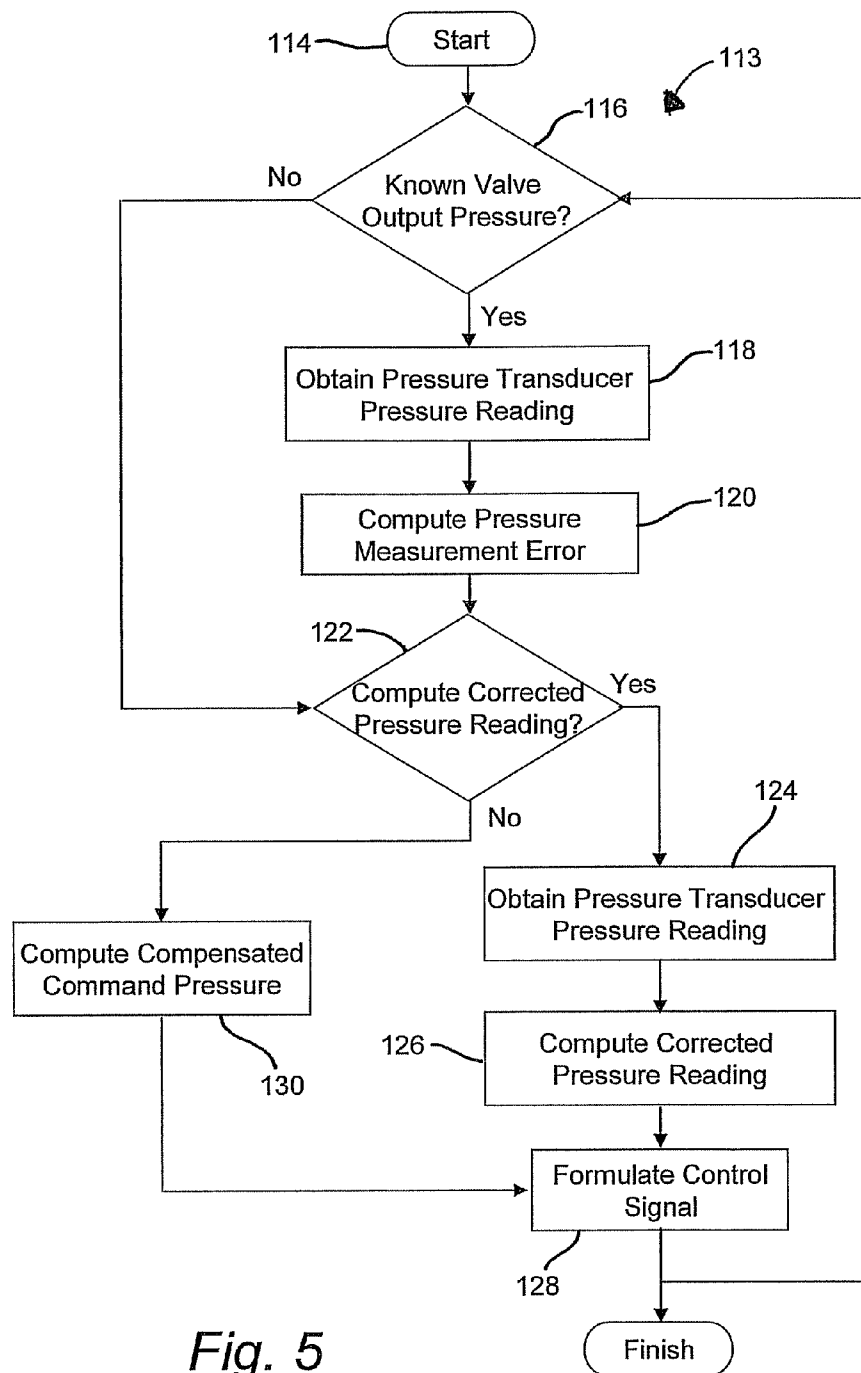 114
Start
113
116
No
Known Valve
Output Pressure?
Yes
118
Obtain Pressure Transducer
Pressure Reading
120
Compute Pressure
Measurement Error
122
Compute Corrected
Pressure Reading?
Yes
No
124
Obtain Pressure Transducer
Pressure Reading
Compute Compensated
Command Pressure
130
126
Compute Corrected
Pressure Reading
Formulate Control
Signal
128
Finish
Fig. 5